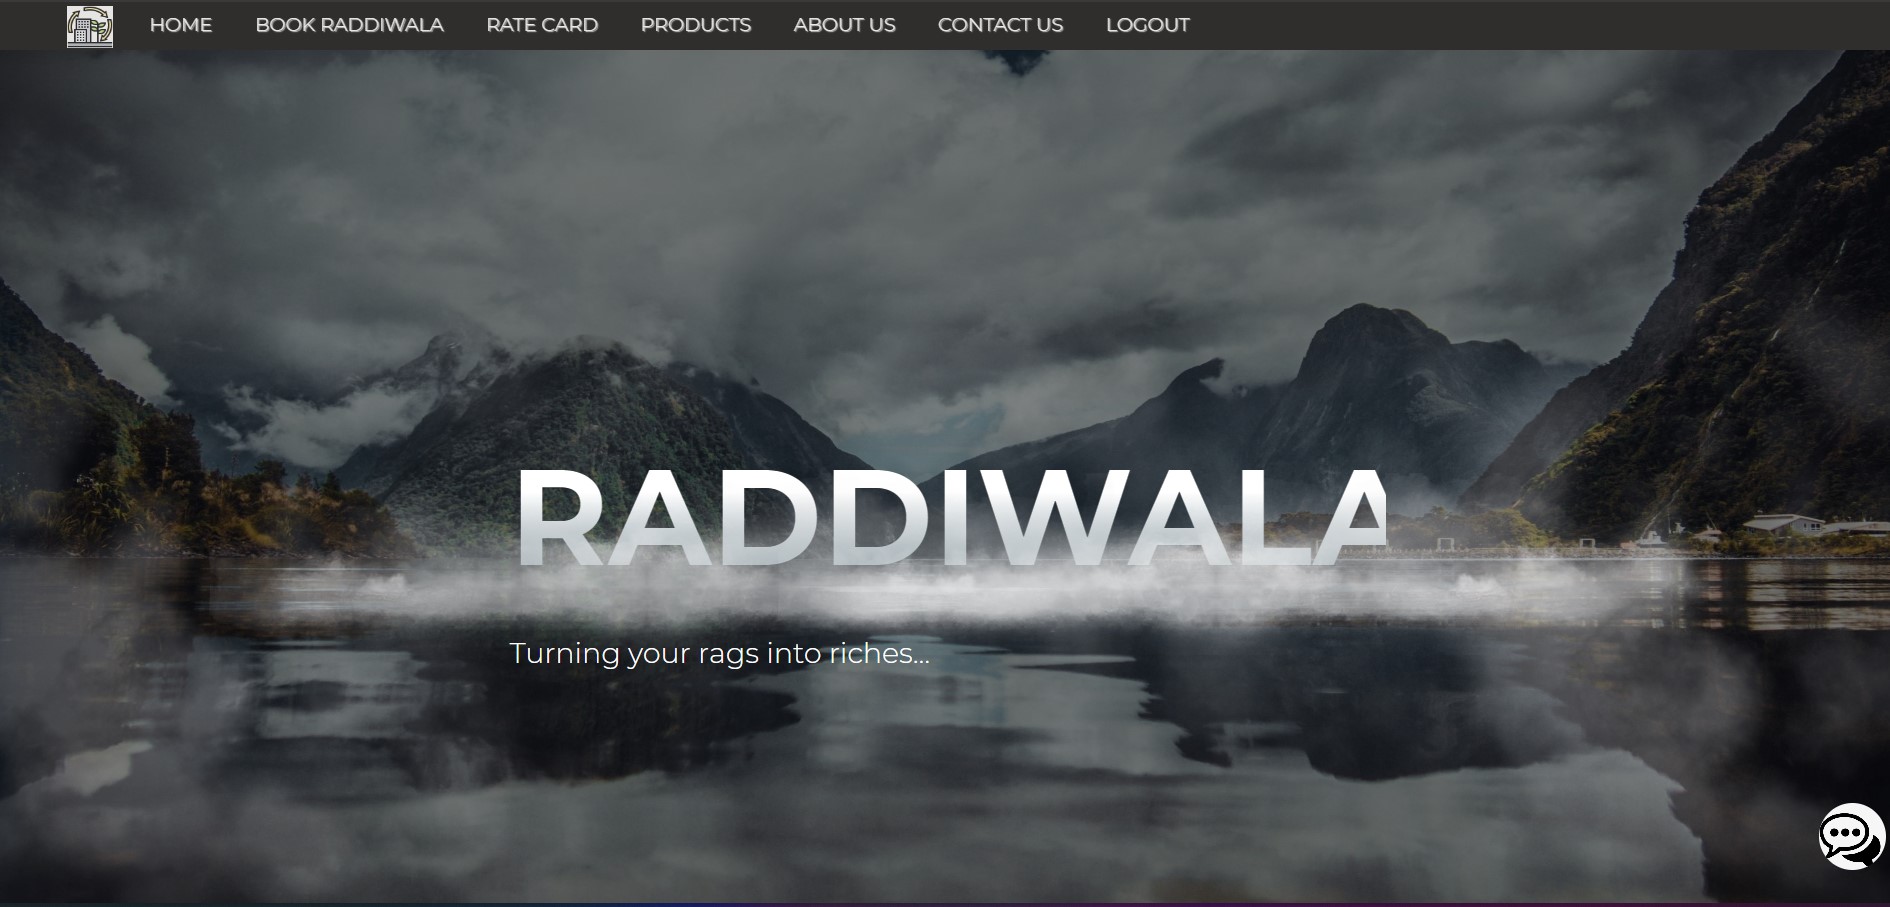 HOME BOOK RADDIWALA RATE CARD PRODUCTS ABOUT US CONTACT US LOGOUT
RADDIWALA
Turning your rags into riches...